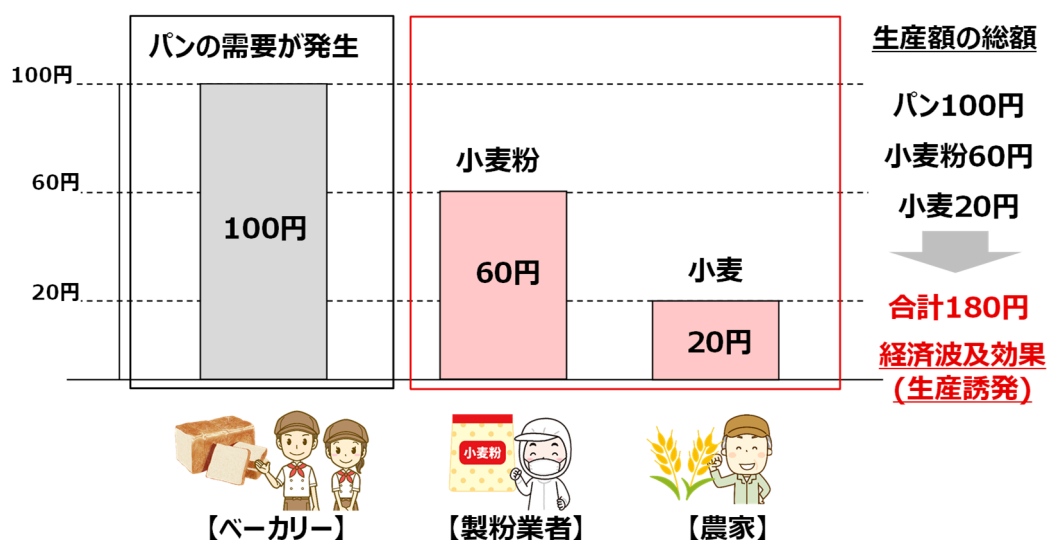 パンの需要が発生
生産額の総額
100円
パン100円
小麦粉
小麦粉60円
60円
小麦20円
100円
60円
小麦
20円
合計180円
20円
経済波及効果
(生産誘発)
小麦粉
【ベーカリー】
【製粉業者】
【農家】